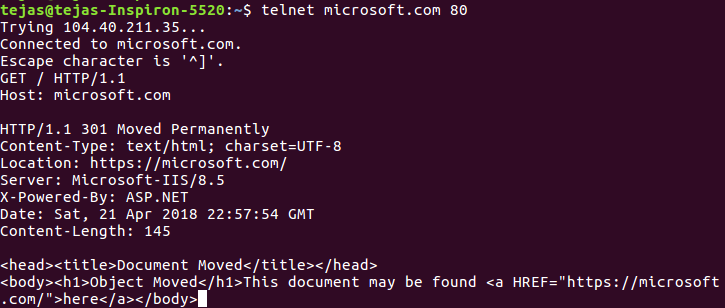 tejas@tejas-Inspiron-5520:~$ telnet microsoft.com 80
Trying 104.40.211.35...
Connected to microsoft.com.
Escape character is '^]'.
GET / HTTP/1.1
Host: microsoft.com

HTTP/1.1 301 Moved Permanently
Content-Type: text/html; charset=UTF-8
Location: https://microsoft.com/
Server: Microsoft-IIS/8.5
X-Powered-By: ASP.NET
Date: Sat, 21 Apr 2018 22:57:54 GMT
Content-Length: 145

<head><title>Document Moved</title></head>
<body><h1>Object Moved</h1>This document may be found <a HREF="https://microsoft
.com/">here</a></body>